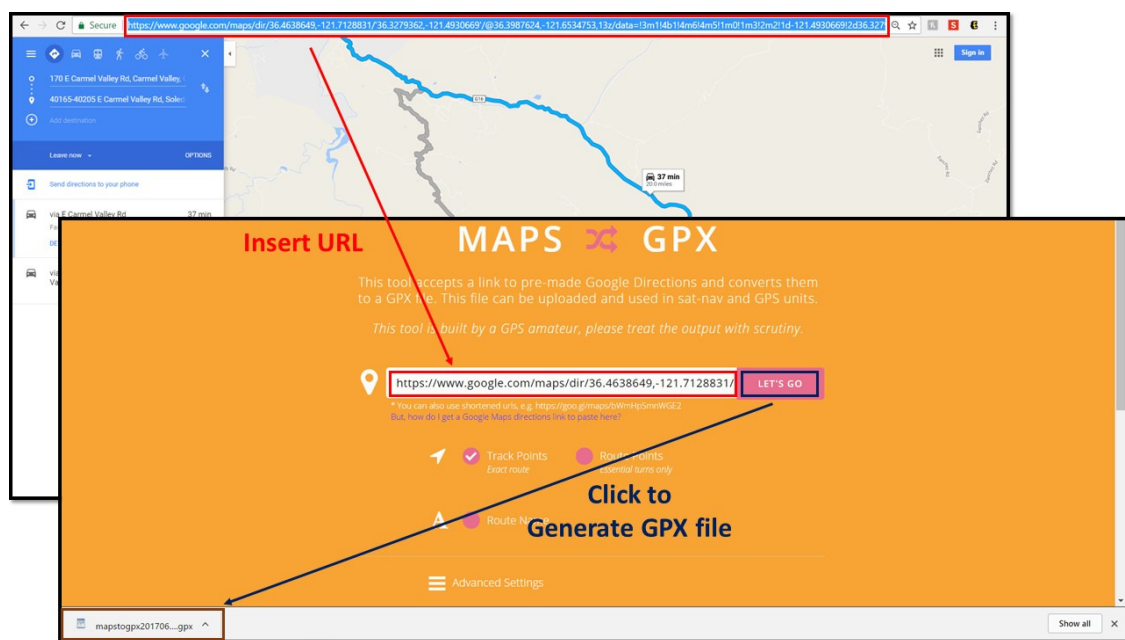 Secure https://www.google.com/maps/dir/36.4638649,-121.7128831/'36.3279362,-121.4930669'/@36.3987624,-121.6534753,13z/data=!3m1!4b1!4m6!4m5!1m0!1m3!2m2!1d-121.4930669!2d36.327
170 E Carmel Valley Rd, Carmel Valley,
40165-40205 E Carmel Valley Rd, Soled
Add destination
Leave now OPTIONS
Send directions to your phone
via E Carmel Valley Rd 37 min
Sign in
G16
37 min
20.0 miles
Insert URL
MAPS GPX
This tool accepts a link to pre-made Google Directions and converts them
to a GPX file. This file can be uploaded and used in sat-nav and GPS units.
This tool is built by a GPS amateur, please treat the output with scrutiny.
https://www.google.com/maps/dir/36.4638649,-121.7128831/ LET'S GO
* You can also use shortened urls, e.g. https://goo.gl/maps/bWmHpSmnWGE2
But, how do I get a Google Maps directions link to paste here?
Track Points Route Points
Exact route Essential turns only
Click to
Generate GPX file
Route Name
Advanced Settings
mapstogpx201706....gpx Show all